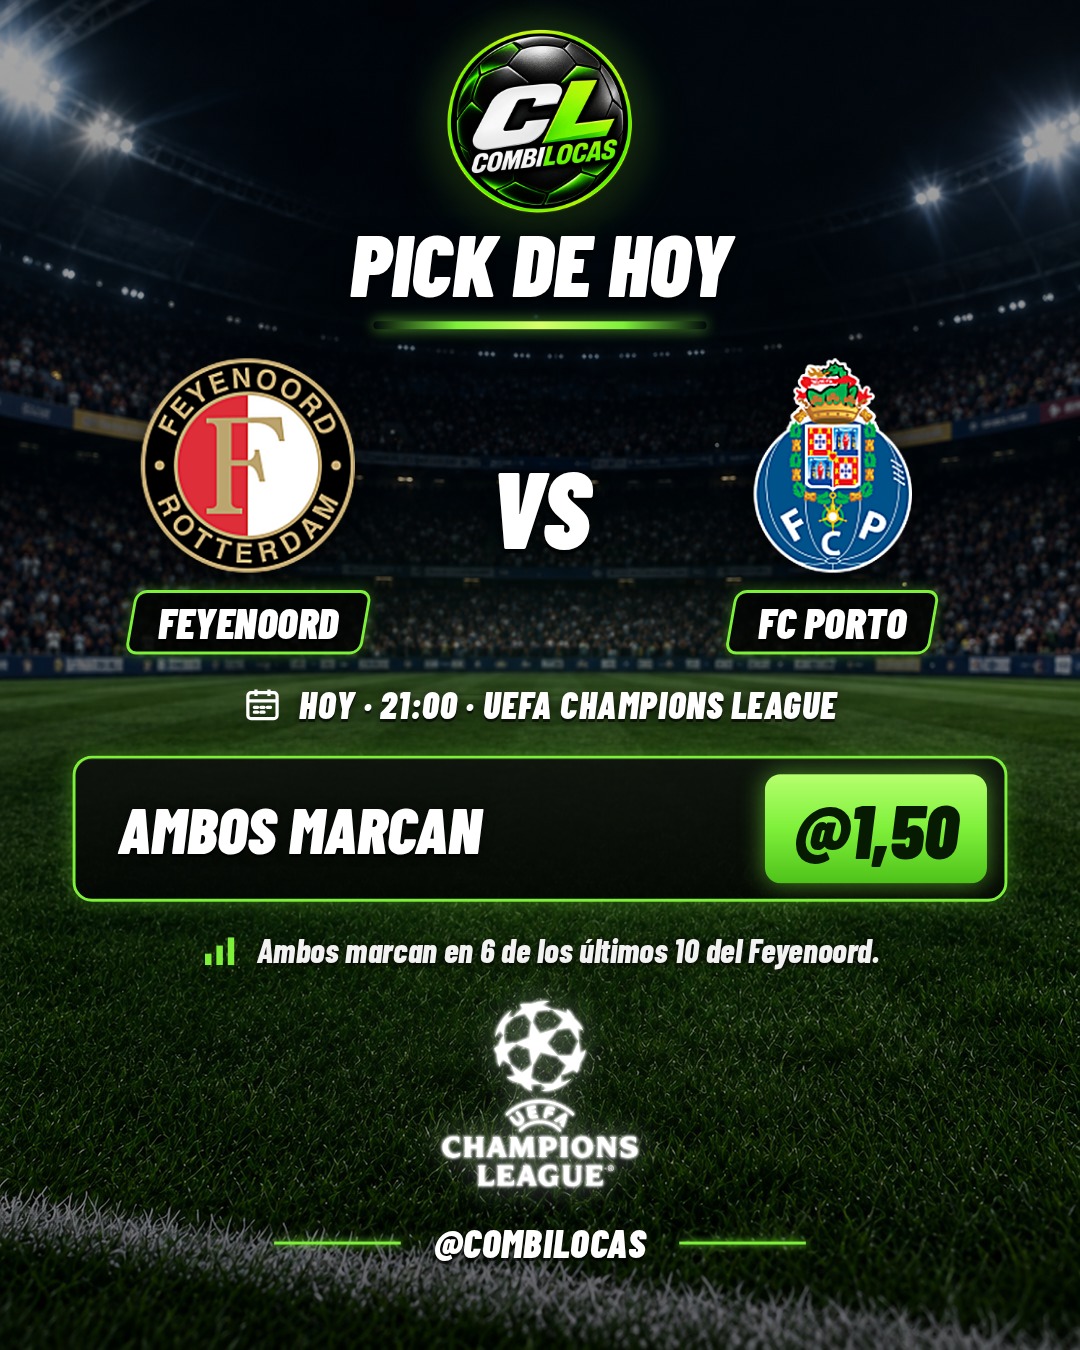 CL
COMBILOCAS
PICK DE HOY
FEYENOORD
F
ROTTERDAM
VS
F C P
FEYENOORD
FC PORTO
HOY · 21:00 · UEFA CHAMPIONS LEAGUE
AMBOS MARCAN
@1,50
Ambos marcan en 6 de los últimos 10 del Feyenoord.
UEFA
CHAMPIONS
LEAGUE®
@COMBILOCAS